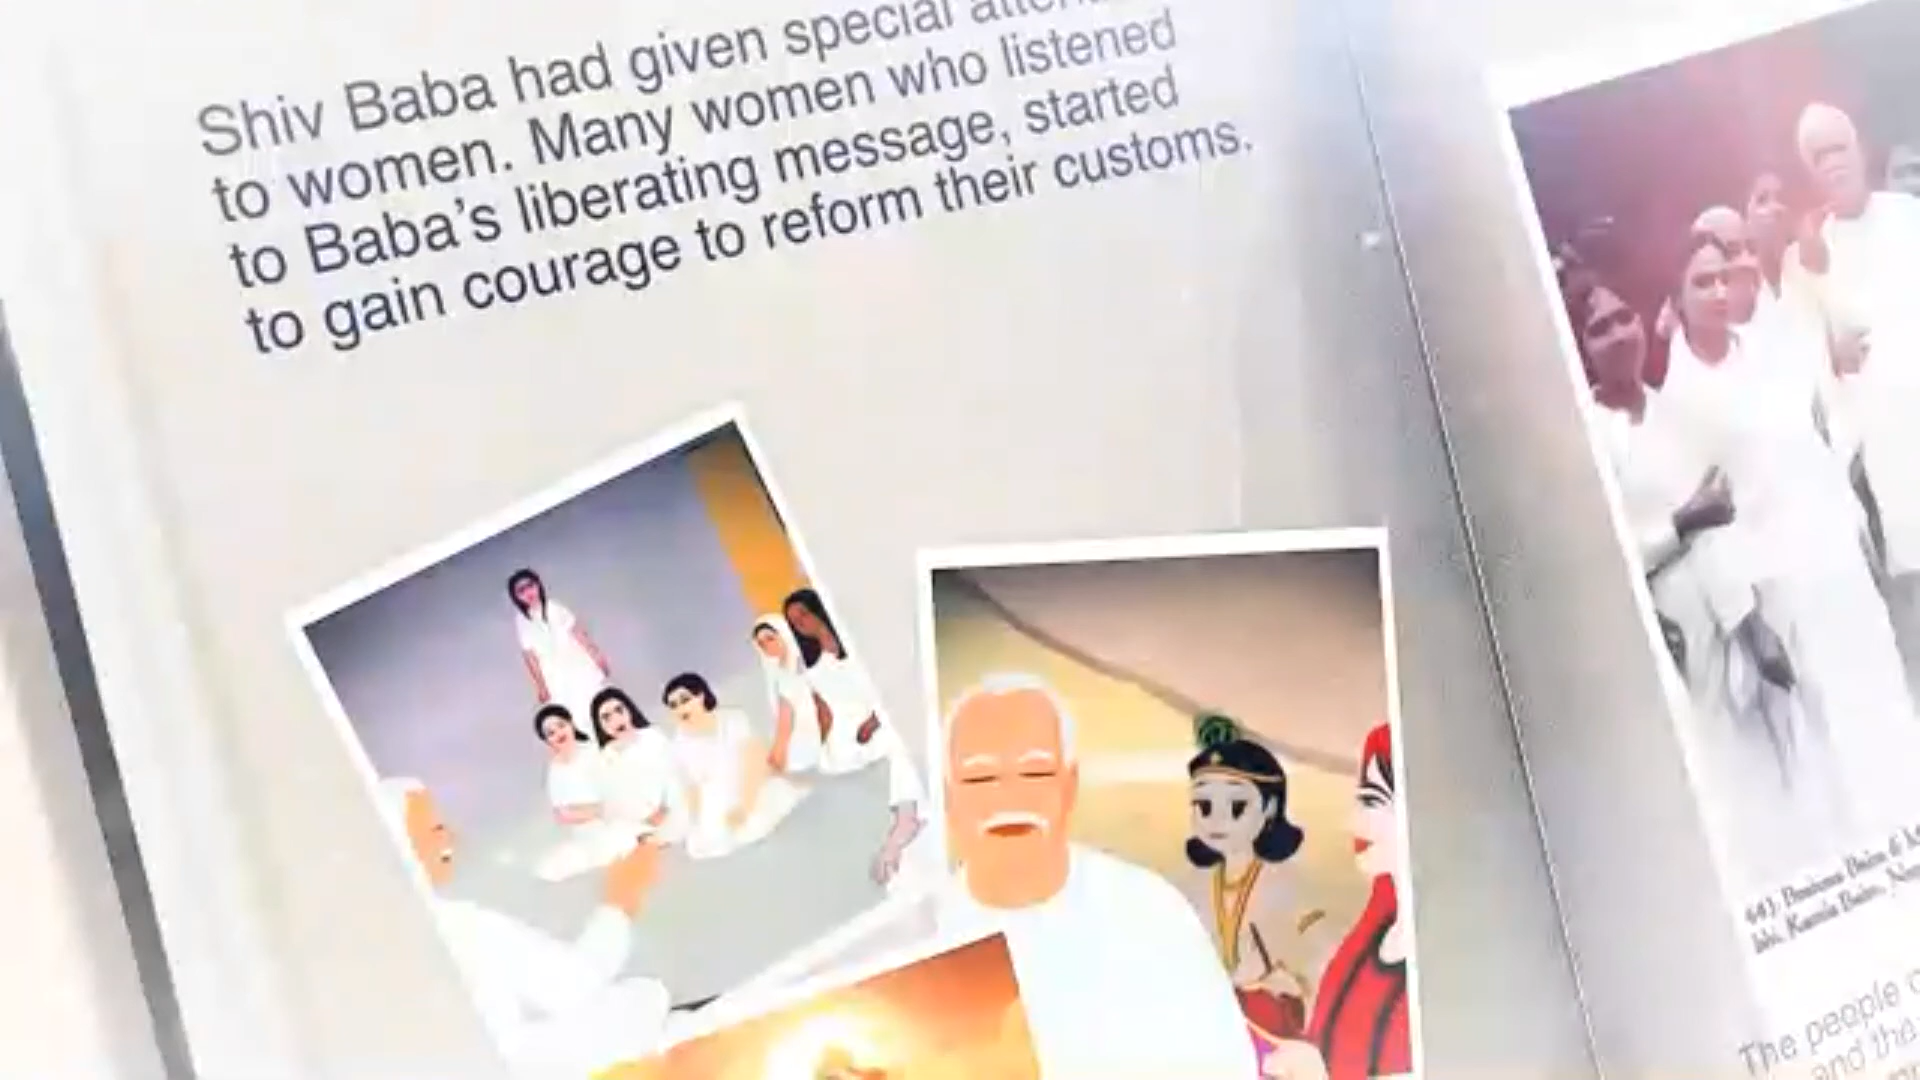 Shiv Baba had given special
to women. Many women who listened
to Baba's liberating message, started
to gain courage to reform their customs.
The people
and the